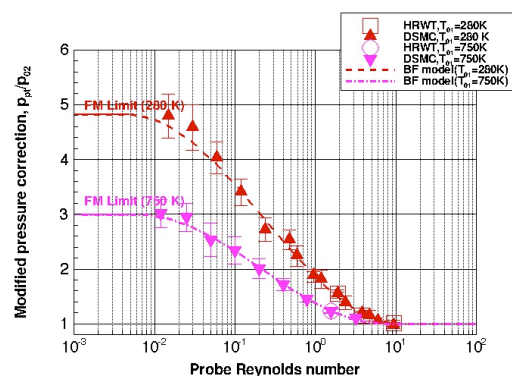 HRWT,T01=280K
DSMC,T01=280 K
HRWT,T01=750K
DSMC,T01=750K
BF model(T01=280K)
BF model(T01=750K)
6
5
4
3
2
1
FM Limit (280 K)
FM Limit (750 K)
Modified pressure correction, ppt/p02
10-3
10-2
10-1
100
101
102
Probe Reynolds number